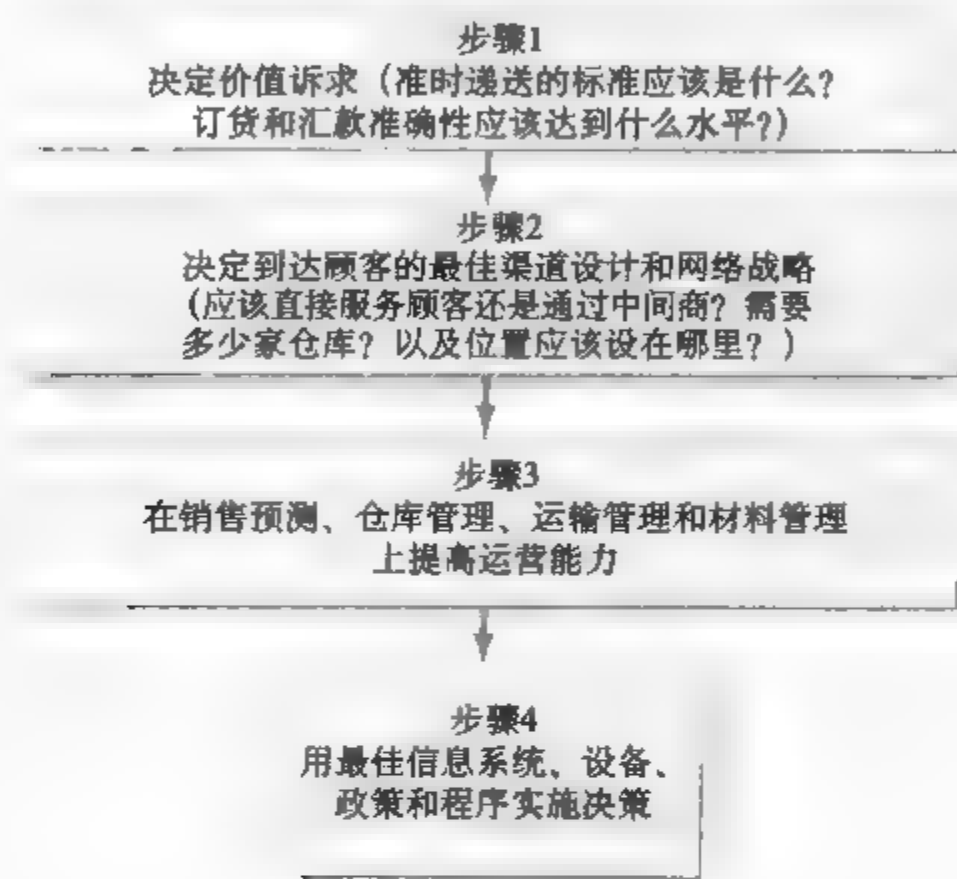 步骤1
决定价值诉求（准时递送的标准应该是什么？
订货和汇款准确性应该达到什么水平？）
步骤2
决定到达顾客的最佳渠道设计和网络战略
（应该直接服务顾客还是通过中间商？需要
多少家仓库？以及位置应该设在哪里？）
步骤3
在销售预测、仓库管理、运输管理和材料管理
上提高运营能力
步骤4
用最佳信息系统、设备、
政策和程序实施决策